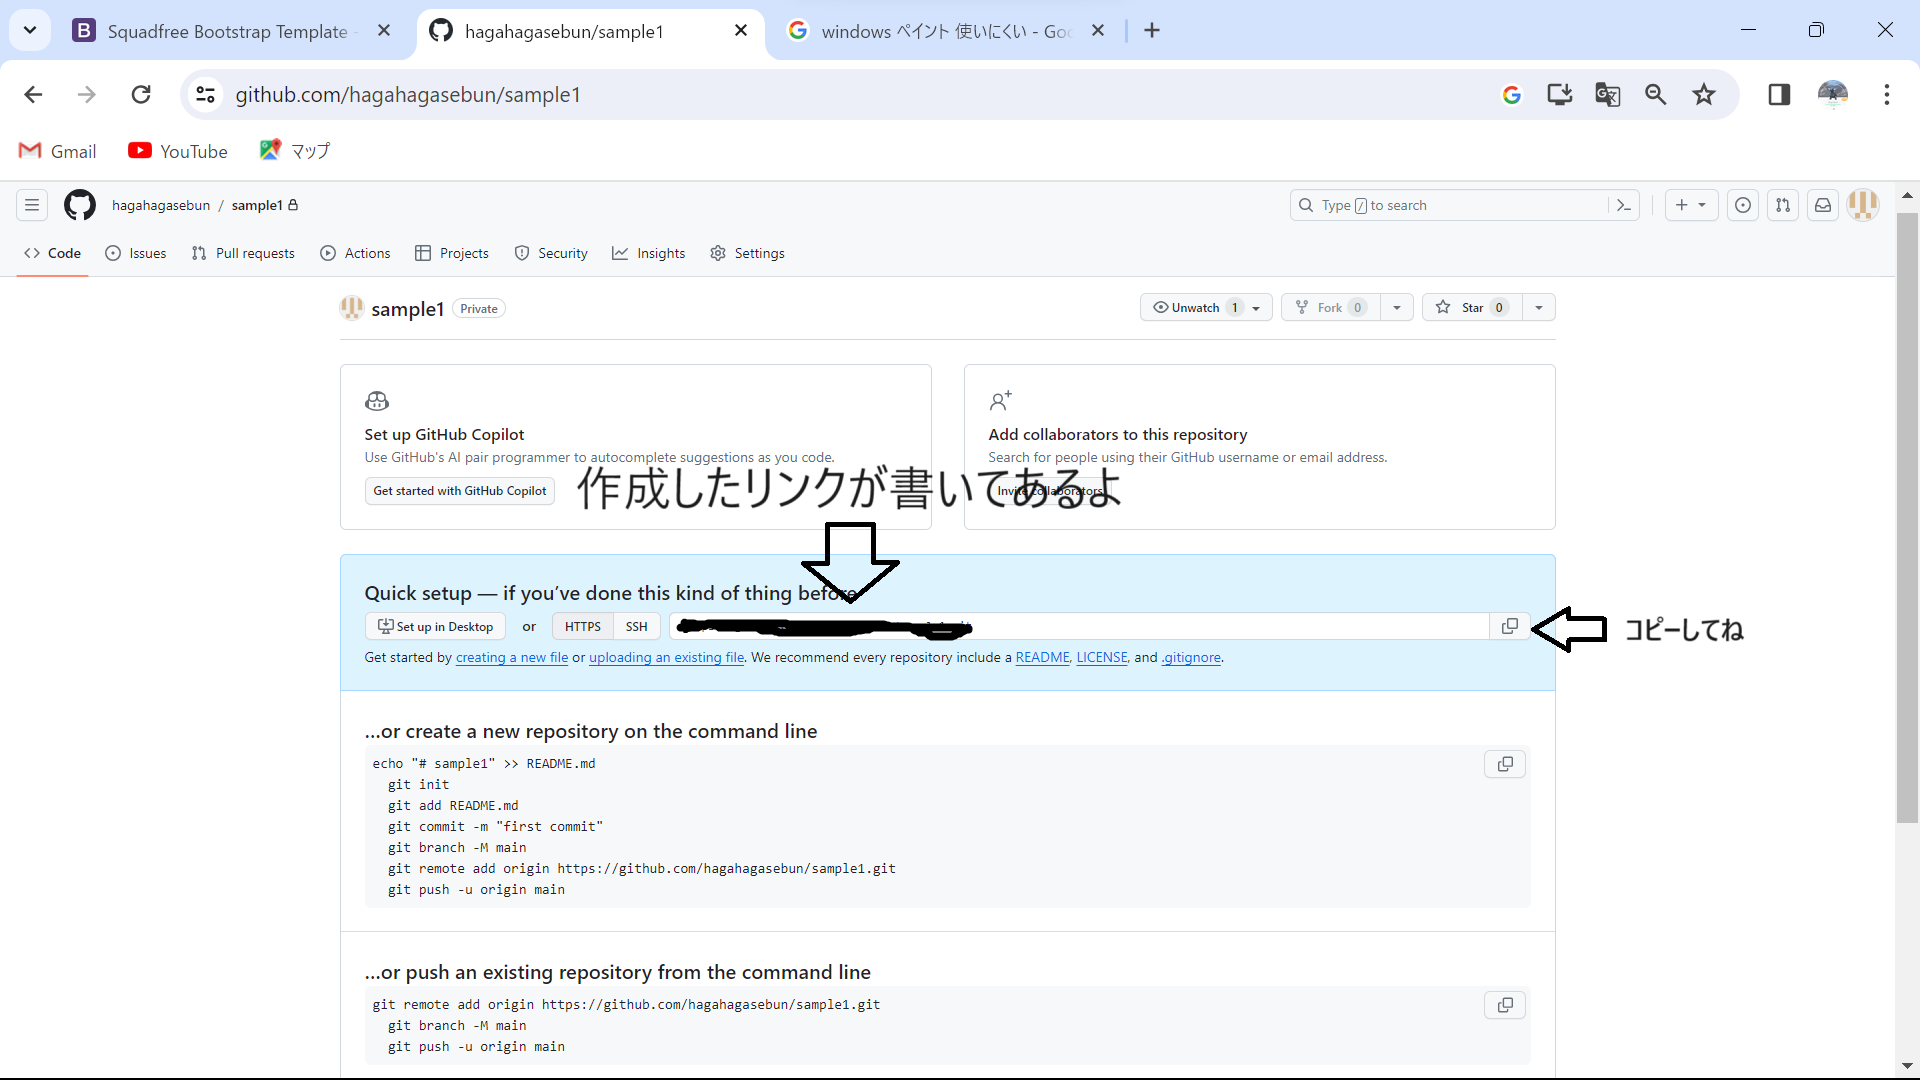 Squadfree Bootstrap Template -
hagahagasebun/sample1
windows ペイント 使いにくい - Goo
github.com/hagahagasebun/sample1
Gmail
YouTube
マップ
hagahagasebun / sample1
Type / to search
Code
Issues
Pull requests
Actions
Projects
Security
Insights
Settings
sample1 Private
Unwatch 1
Fork 0
Star 0
Set up GitHub Copilot
Use GitHub's AI pair programmer to autocomplete suggestions as you code.
Get started with GitHub Copilot
Add collaborators to this repository
Search for people using their GitHub username or email address.
Invite collaborators
作成したリンクが書いてあるよ
Quick setup — if you've done this kind of thing before
Set up in Desktop or HTTPS SSH
コピーしてね
Get started by creating a new file or uploading an existing file. We recommend every repository include a README, LICENSE, and .gitignore.
…or create a new repository on the command line
echo "# sample1" >> README.md
git init
git add README.md
git commit -m "first commit"
git branch -M main
git remote add origin https://github.com/hagahagasebun/sample1.git
git push -u origin main
…or push an existing repository from the command line
git remote add origin https://github.com/hagahagasebun/sample1.git
git branch -M main
git push -u origin main